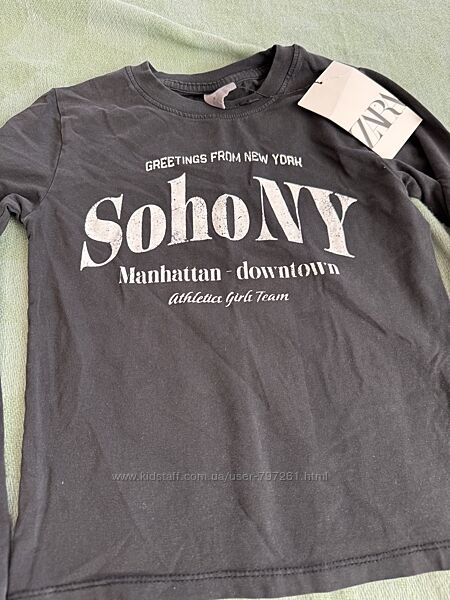 ZARA
GREETINGS FROM NEW YORK
SohoNY
Manhattan - downtown
Athletics Girls Team
www.kidstaff.com.ua/user-797261.html